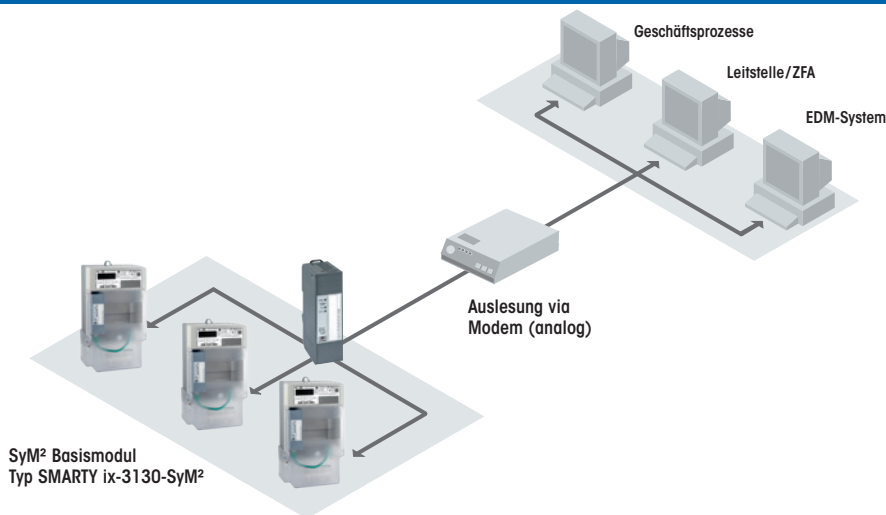 Geschäftsprozesse
Leitstelle/ZFA
EDM-System
Auslesung via
Modem (analog)
SyM² Basismodul
Typ SMARTY ix-3130-SyM²